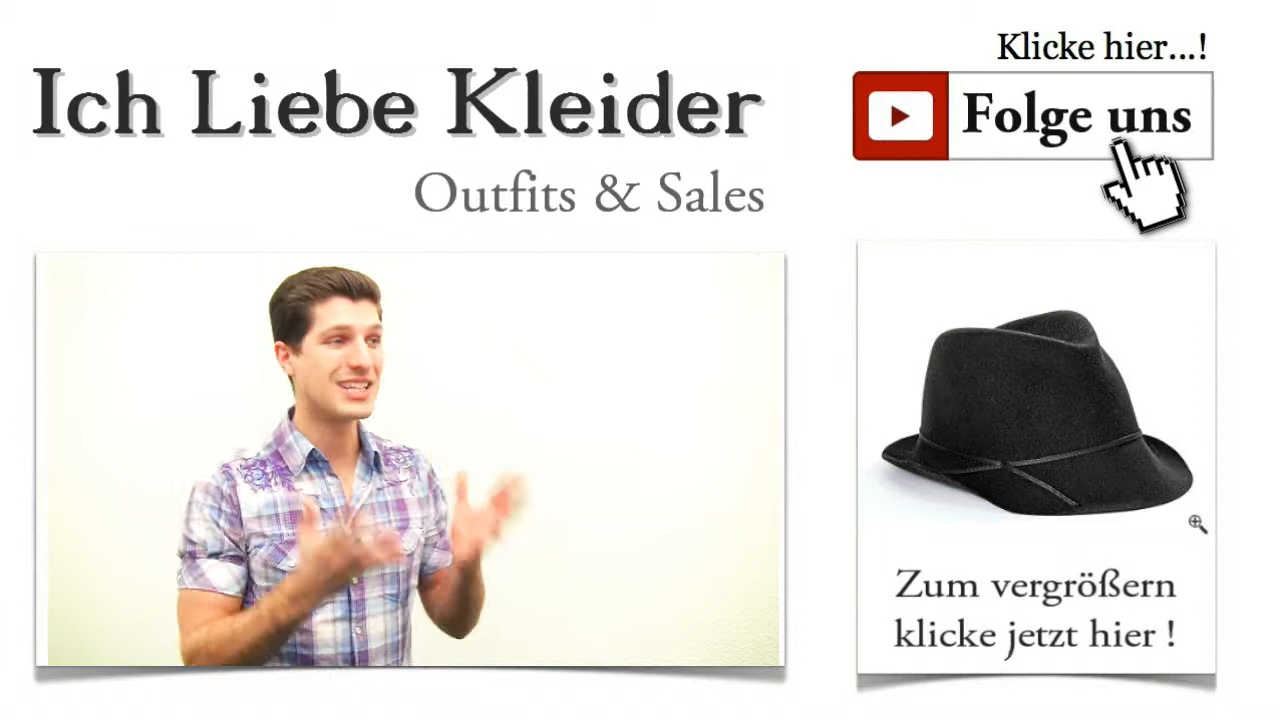 Ich Liebe Kleider
Outfits & Sales
Klicke hier...!
Folge uns
Zum vergrößern
klicke jetzt hier !